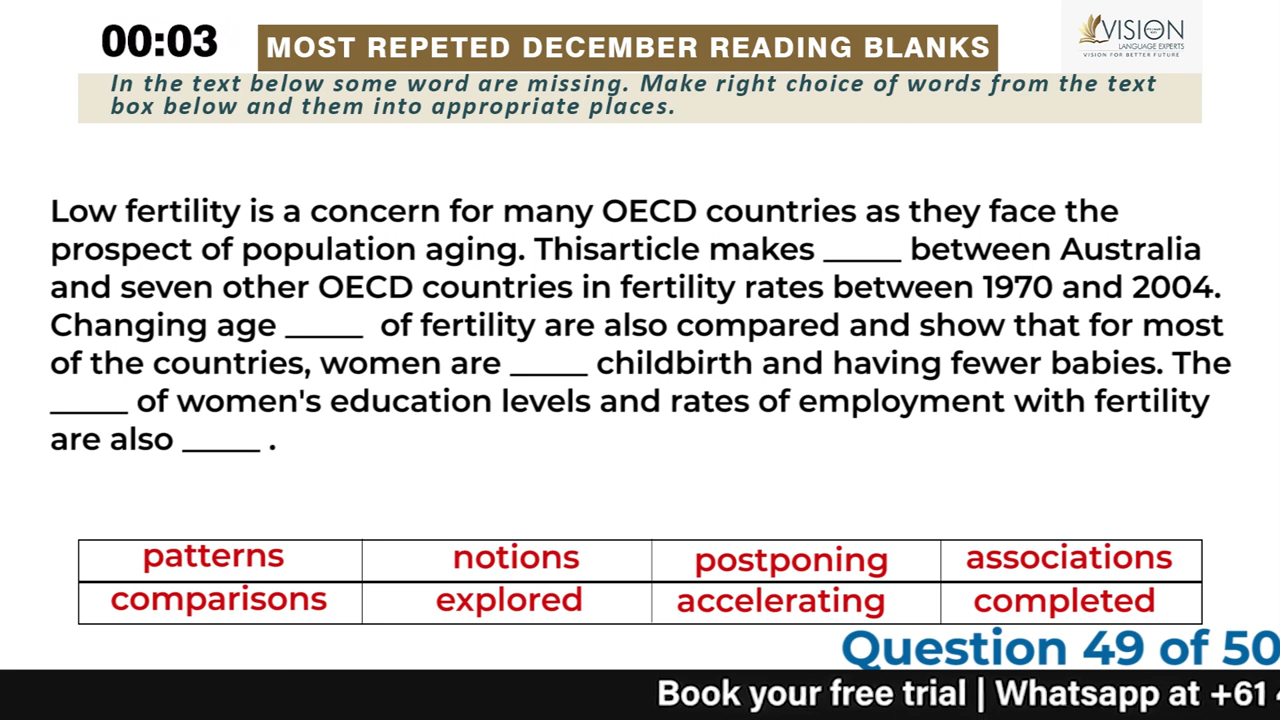 00:03
MOST REPETED DECEMBER READING BLANKS
VISION
LANGUAGE EXPERTS
VISION FOR BETTER FUTURE
In the text below some word are missing. Make right choice of words from the text
box below and them into appropriate places.
Low fertility is a concern for many OECD countries as they face the
prospect of population aging. Thisarticle makes _____ between Australia
and seven other OECD countries in fertility rates between 1970 and 2004.
Changing age _____ of fertility are also compared and show that for most
of the countries, women are _____ childbirth and having fewer babies. The
_____ of women's education levels and rates of employment with fertility
are also _____ .
patterns notions postponing associations
comparisons explored accelerating completed
Question 49 of 50
Book your free trial | Whatsapp at +61